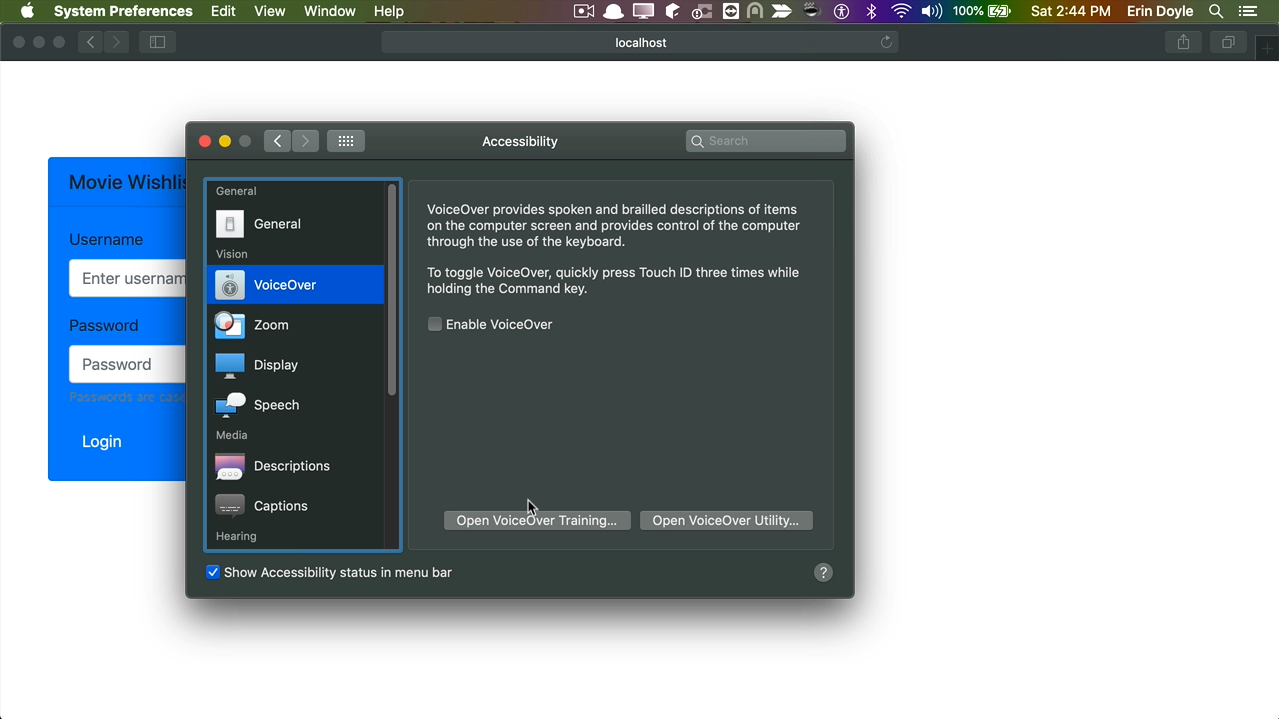 System Preferences Edit View Window Help 100% Sat 2:44 PM Erin Doyle
localhost
Accessibility
Search
Movie Wishlis
Username
Enter usernam
Password
Password
Passwords are case
Login
General
General
Vision
VoiceOver
Zoom
Display
Speech
Media
Descriptions
Captions
Hearing
VoiceOver provides spoken and brailled descriptions of items
on the computer screen and provides control of the computer
through the use of the keyboard.
To toggle VoiceOver, quickly press Touch ID three times while
holding the Command key.
Enable VoiceOver
Open VoiceOver Training... Open VoiceOver Utility...
Show Accessibility status in menu bar
?